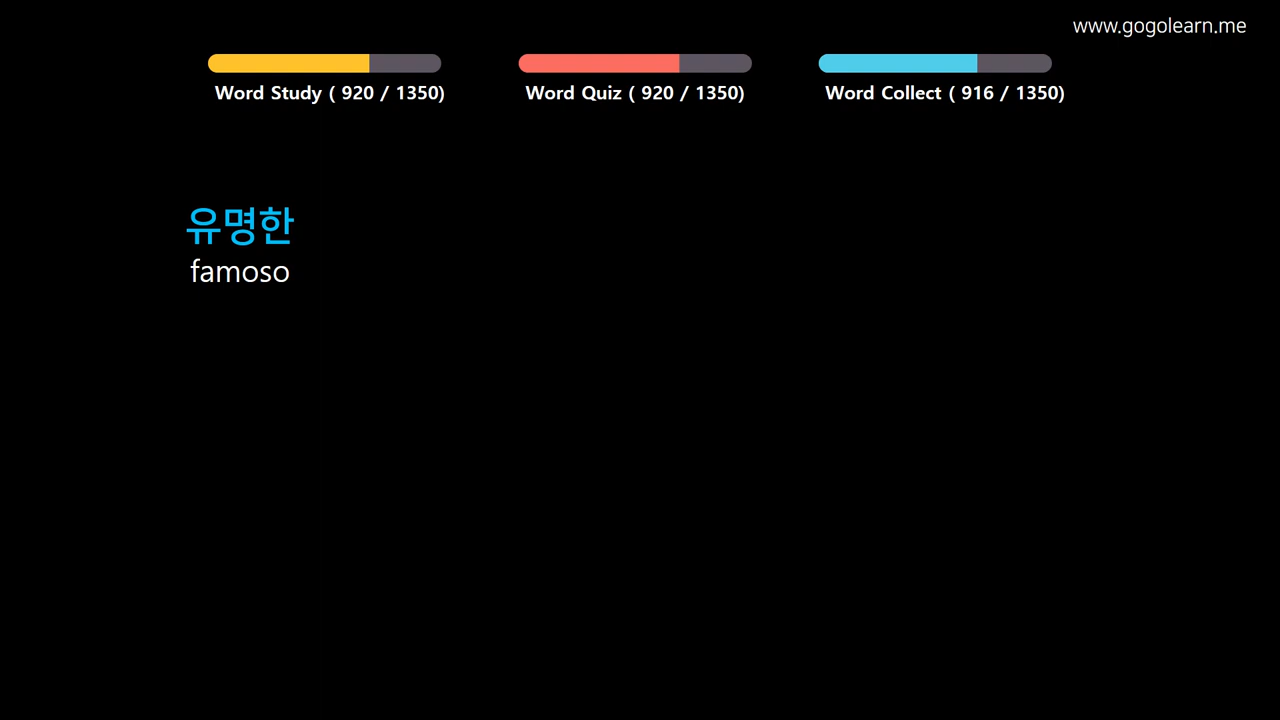 www.gogolearn.me
Word Study ( 920 / 1350)
Word Quiz ( 920 / 1350)
Word Collect ( 916 / 1350)
유명한
famoso